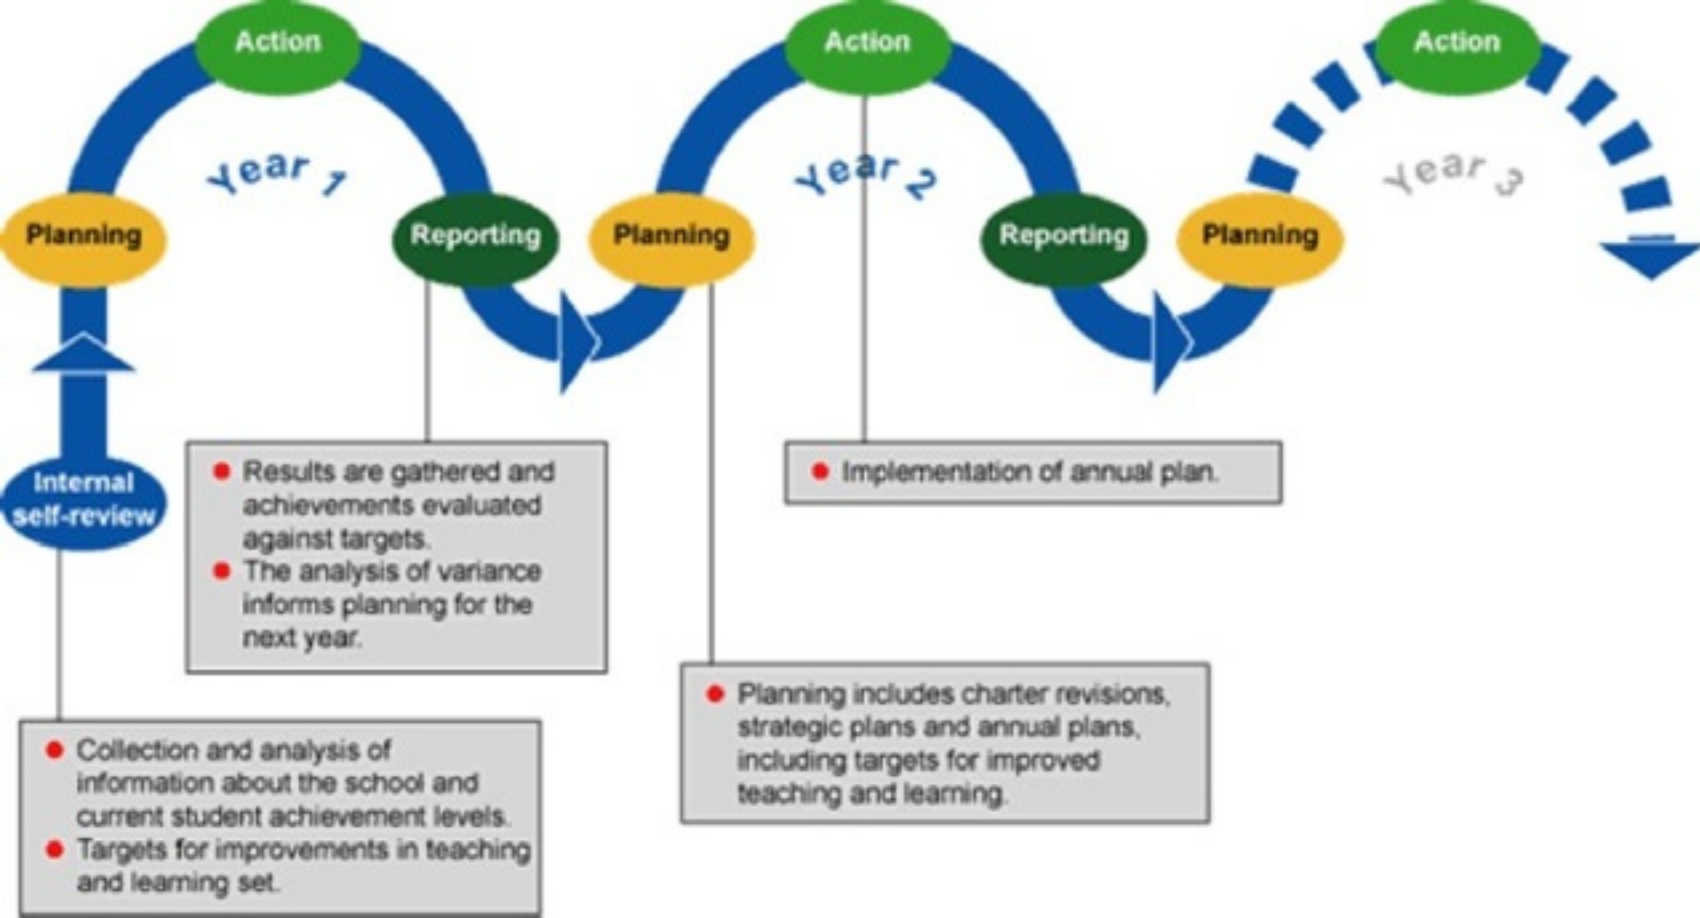 Action
Action
Action
Year 1
Year 2
Year 3
Planning
Reporting
Planning
Reporting
Planning
Internal
self-review
Results are gathered and
achievements evaluated
against targets.
The analysis of variance
informs planning for the
next year.
Implementation of annual plan.
Planning includes charter revisions,
strategic plans and annual plans,
including targets for improved
teaching and learning.
Collection and analysis of
information about the school and
current student achievement levels.
Targets for improvements in teaching
and learning set.